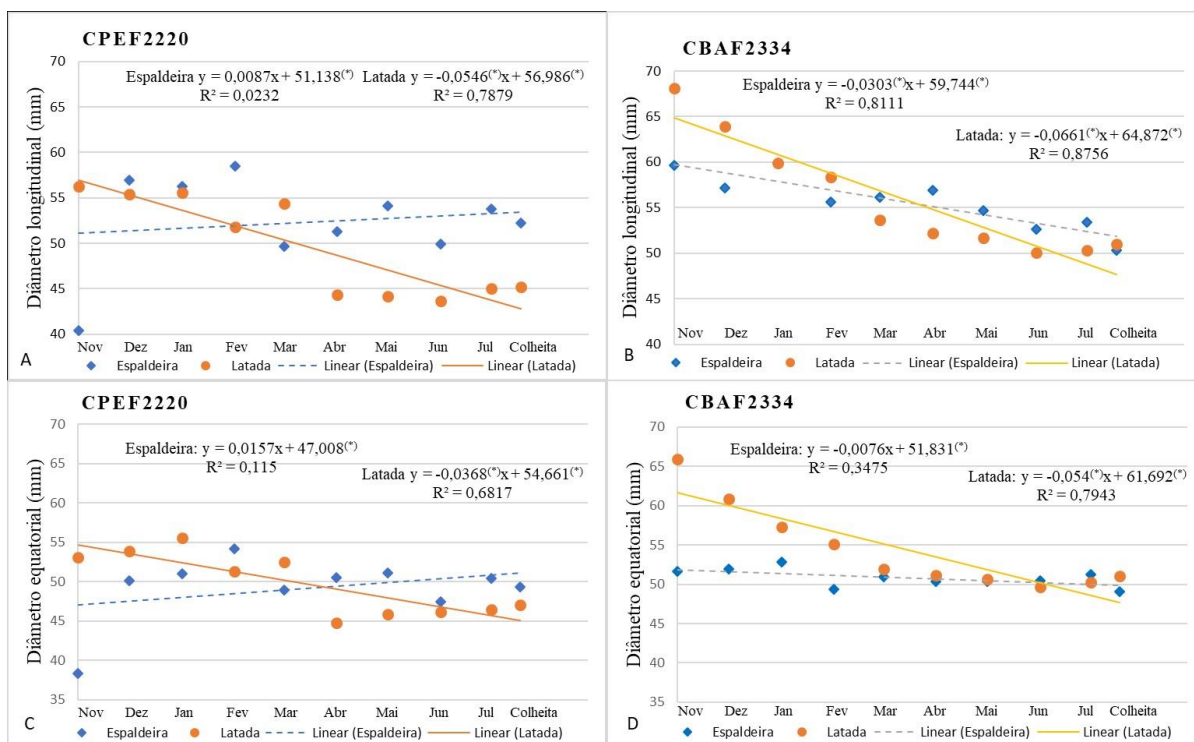 CPEF2220
Espaldeira y = 0,0087x + 51,138(*) Latada y = -0,0546(*)x + 56,986(*)
R² = 0,0232 R² = 0,7879
Diâmetro longitudinal (mm)
70
65
60
55
50
45
40
Nov Dez Jan Fev Mar Abr Mai Jun Jul Colheita
A
Espaldeira Latada Linear (Espaldeira) Linear (Latada)
CBAF2334
Espaldeira y = -0,0303(*)x + 59,744(*)
R² = 0,8111
Latada: y = -0,0661(*)x + 64,872(*)
R² = 0,8756
Diâmetro longitudinal (mm)
70
65
60
55
50
45
40
Nov Dez Jan Fev Mar Abr Mai Jun Jul Colheita
B
Espaldeira Latada Linear (Espaldeira) Linear (Latada)
CPEF2220
Espaldeira: y = 0,0157x + 47,008(*)
R² = 0,115
Latada y = -0,0368(*)x + 54,661(*)
R² = 0,6817
Diâmetro equatorial (mm)
70
65
60
55
50
45
40
35
Nov Dez Jan Fev Mar Abr Mai Jun Jul Colheita
C
Espaldeira Latada Linear (Espaldeira) Linear (Latada)
CBAF2334
Espaldeira: y = -0,0076x + 51,831(*)
R² = 0,3475
Latada: y = -0,054(*)x + 61,692(*)
R² = 0,7943
Diâmetro equatorial (mm)
70
65
60
55
50
45
40
35
Nov Dez Jan Fev Mar Abr Mai Jun Jul Colheita
D
Espaldeira Latada Linear (Espaldeira) Linear (Latada)